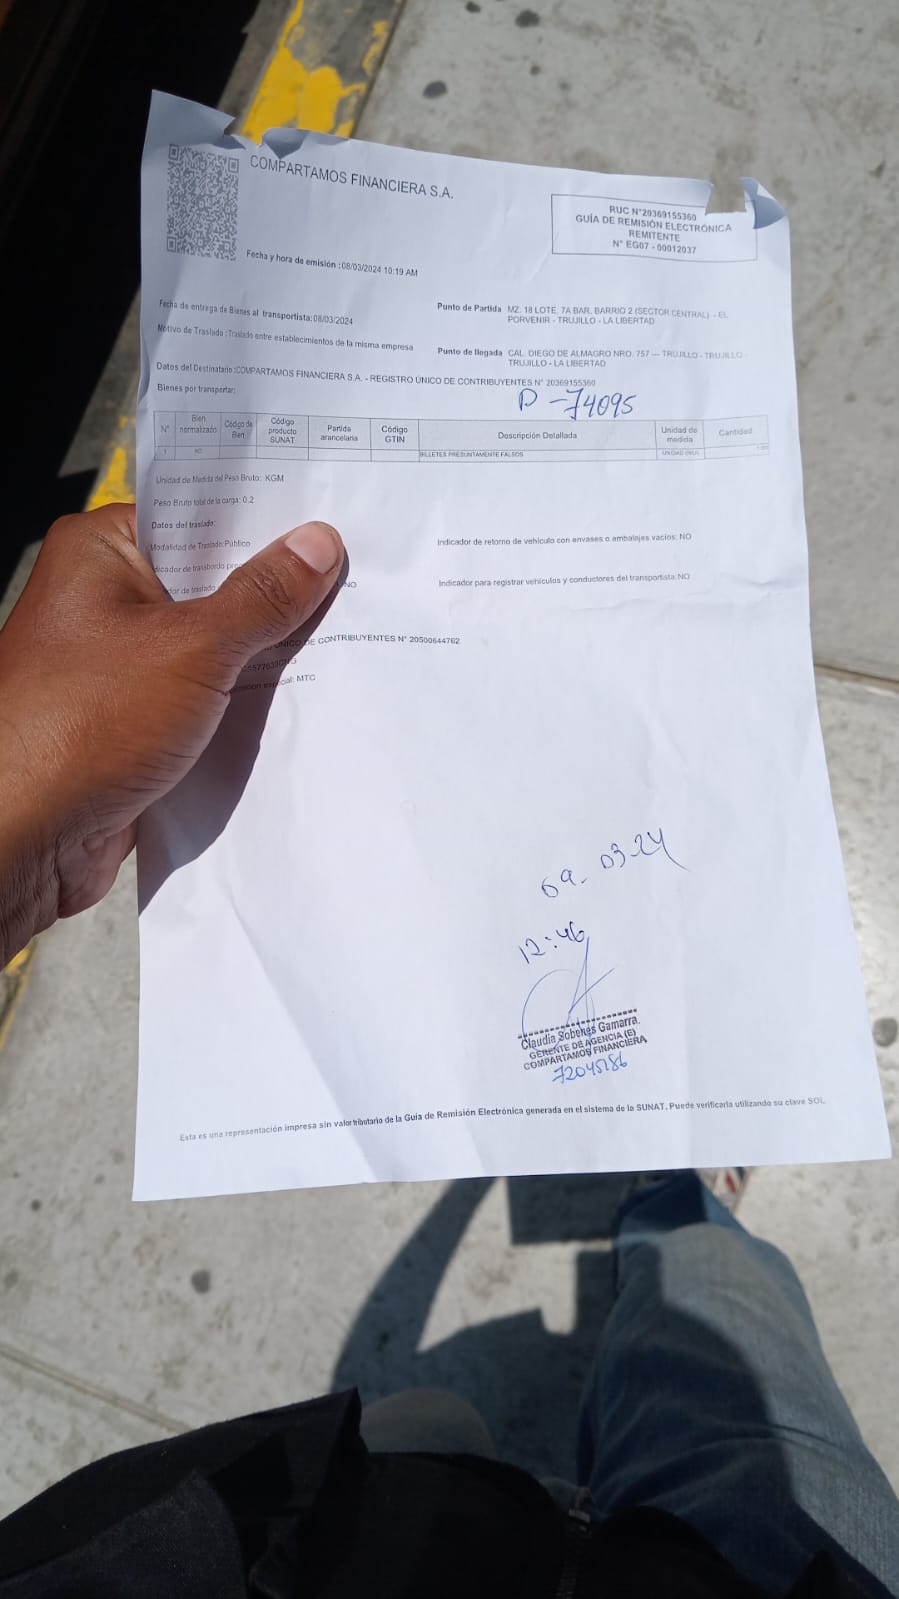 COMPARTAMOS FINANCIERA S.A.
RUC N°20369155360
GUÍA DE REMISIÓN ELECTRÓNICA
REMITENTE
N° EG07 - 00012037
Fecha y hora de emisión :08/03/2024 10:19 AM
Fecha de entrega de Bienes al transportista:08/03/2024
Punto de Partida MZ. 18 LOTE. 7A BAR. BARRIO 2 (SECTOR CENTRAL) - EL
PORVENIR - TRUJILLO - LA LIBERTAD
Motivo de Traslado :Traslado entre establecimientos de la misma empresa
Punto de llegada CAL. DIEGO DE ALMAGRO NRO. 757 --- TRUJILLO - TRUJILLO -
TRUJILLO - LA LIBERTAD
Datos del Destinatario :COMPARTAMOS FINANCIERA S.A. - REGISTRO ÚNICO DE CONTRIBUYENTES N° 20369155360
Bienes por transportar:
D -74095
N° Bien normalizado Código de Bien Código producto SUNAT Partida arancelaria Código GTIN Descripción Detallada Unidad de medida Cantidad
1 NO BILLETES PRESUNTAMENTE FALSOS
Unidad de Medida del Peso Bruto: KGM
Peso Bruto total de la carga: 0.2
Datos del traslado:
Modalidad de Traslado:Público
Indicador de retorno de vehículo con envases o embalajes vacíos: NO
dicador de trasbordo
Indicador para registrar vehículos y conductores del transportista: NO
de traslado
NO
DE CONTRIBUYENTES N° 20500644762
MTC
09-03-24
12:46
Claudia Sobenes Gamarra.
GERENTE DE AGENCIA (E)
COMPARTAMOS FINANCIERA
72045186
Esta es una representación impresa sin valor tributario de la Guía de Remisión Electrónica generada en el sistema de la SUNAT. Puede verificarla utilizando su clave SOL